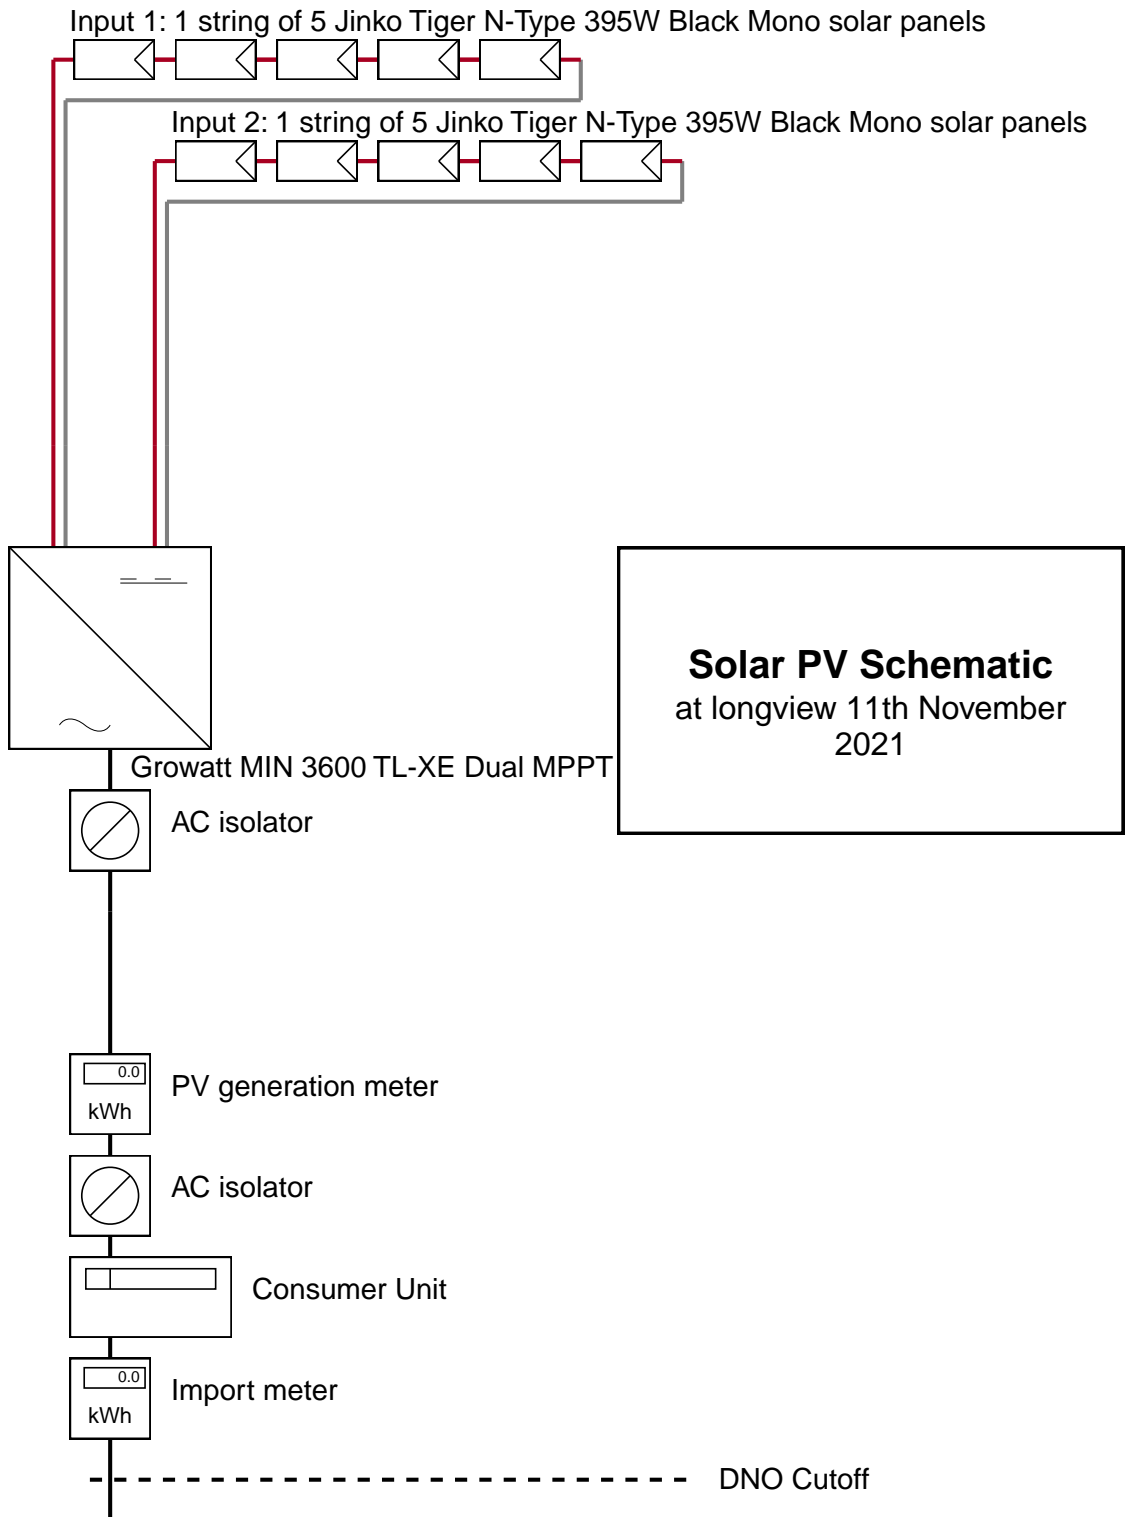 Input 1: 1 string of 5 Jinko Tiger N-Type 395W Black Mono solar panels
Input 2: 1 string of 5 Jinko Tiger N-Type 395W Black Mono solar panels
Solar PV Schematic
at longview 11th November
2021
Growatt MIN 3600 TL-XE Dual MPPT
AC isolator
0.0
kWh
PV generation meter
AC isolator
Consumer Unit
0.0
kWh
Import meter
DNO Cutoff